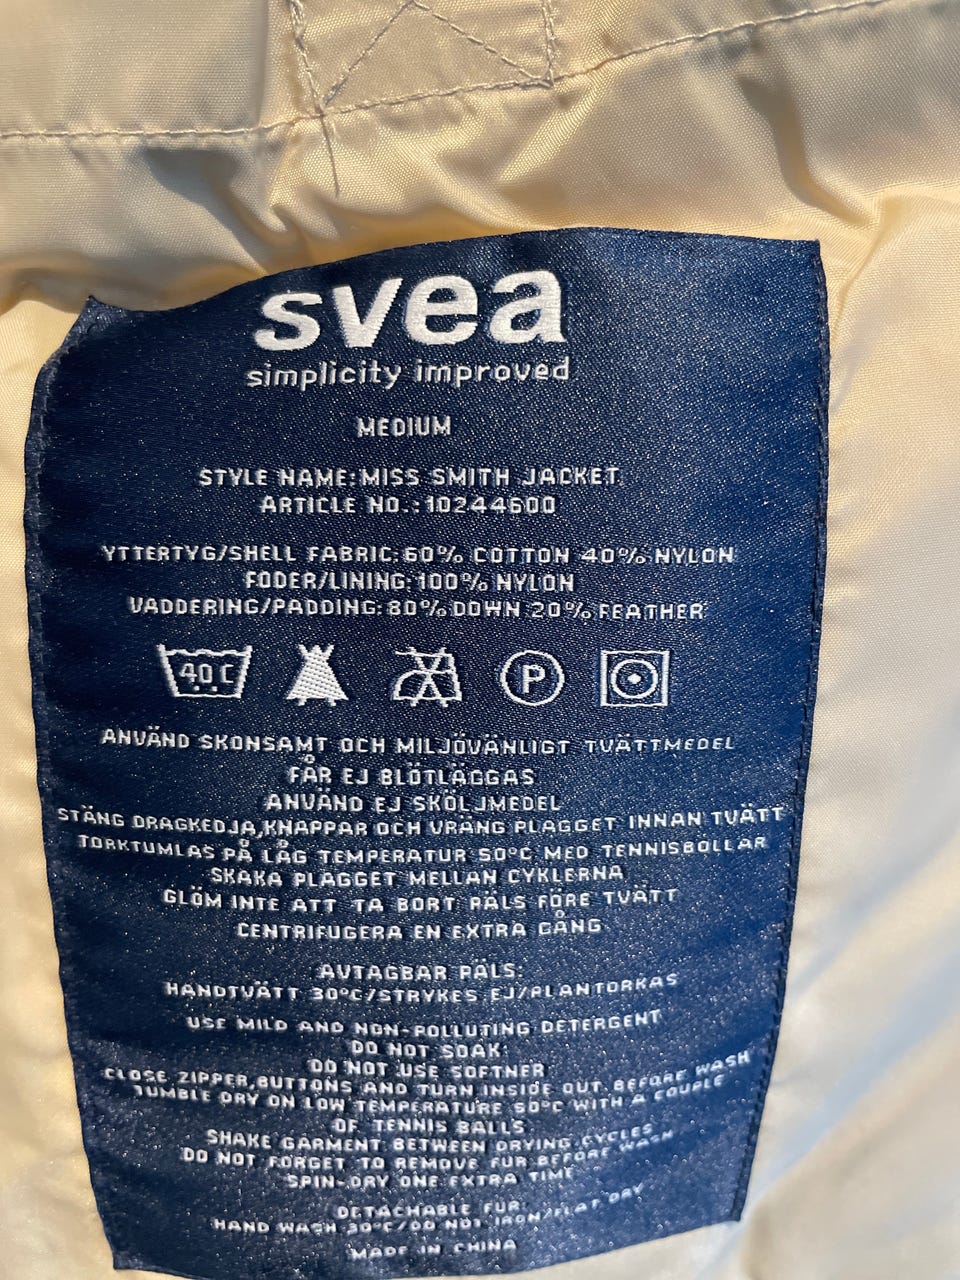 svea
simplicity improved
MEDIUM
STYLE NAME:MISS SMITH JACKET
ARTICLE NO.:10244600
YTTERTYG/SHELL FABRIC:60% COTTON 40% NYLON
FODER/LINING:100% NYLON
VADDERING/PADDING:80% DOWN 20% FEATHER
40 C P
ANVÄND SKONSAMT OCH MILJÖVÄNLIGT TVÄTTMEDEL
FÅR EJ BLÖTLÄGGAS
ANVÄND EJ SKÖLJMEDEL
STÄNG DRAGKEDJA,KNAPPAR OCH VRÄNG PLAGGET INNAN TVÄTT
TORKTUMLAS PÅ LÅG TEMPERATUR 50°C MED TENNISBOLLAR
SKAKA PLAGGET MELLAN CYKLERNA
GLÖM INTE ATT TA BORT PÄLS FÖRE TVÄTT
CENTRIFUGERA EN EXTRA GÅNG
AVTAGBAR PÄLS:
HANDTVÄTT 30°C/STRYKES EJ/PLANTORKAS
USE MILD AND NON-POLLUTING DETERGENT
DO NOT SOAK
DO NOT USE SOFTNER
CLOSE ZIPPER,BUTTONS AND TURN INSIDE OUT BEFORE WASH
TUMBLE DRY ON LOW TEMPERATURE 50°C WITH A COUPLE
OF TENNIS BALLS
SHAKE GARMENT BETWEEN DRYING CYCLES
DO NOT FORGET TO REMOVE FUR BEFORE WASH
SPIN-DRY ONE EXTRA TIME
DETACHABLE FUR:
HAND WASH 30°C/DO NOT IRON/FLAT DRY
MADE IN CHINA